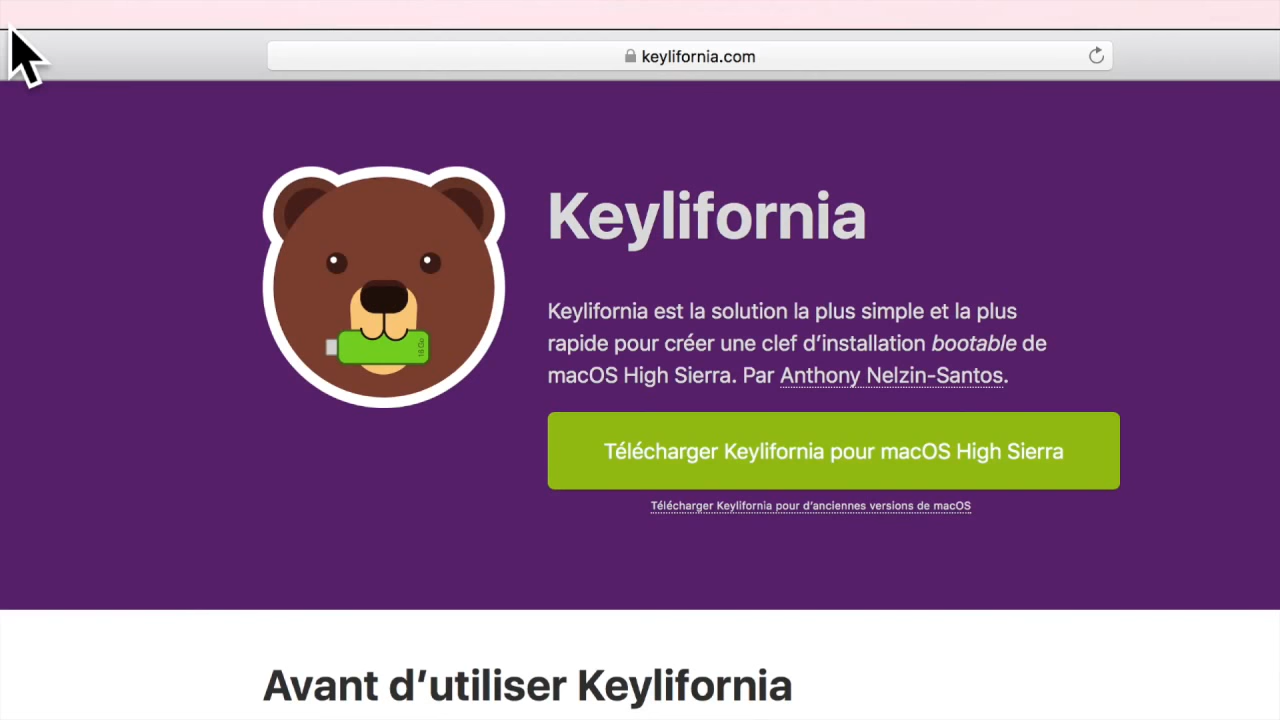 keylifornia.com
Keylifornia
Keylifornia est la solution la plus simple et la plus
rapide pour créer une clef d’installation bootable de
macOS High Sierra. Par Anthony Nelzin-Santos.
16 Go
Télécharger Keylifornia pour macOS High Sierra
Télécharger Keylifornia pour d’anciennes versions de macOS
Avant d’utiliser Keylifornia